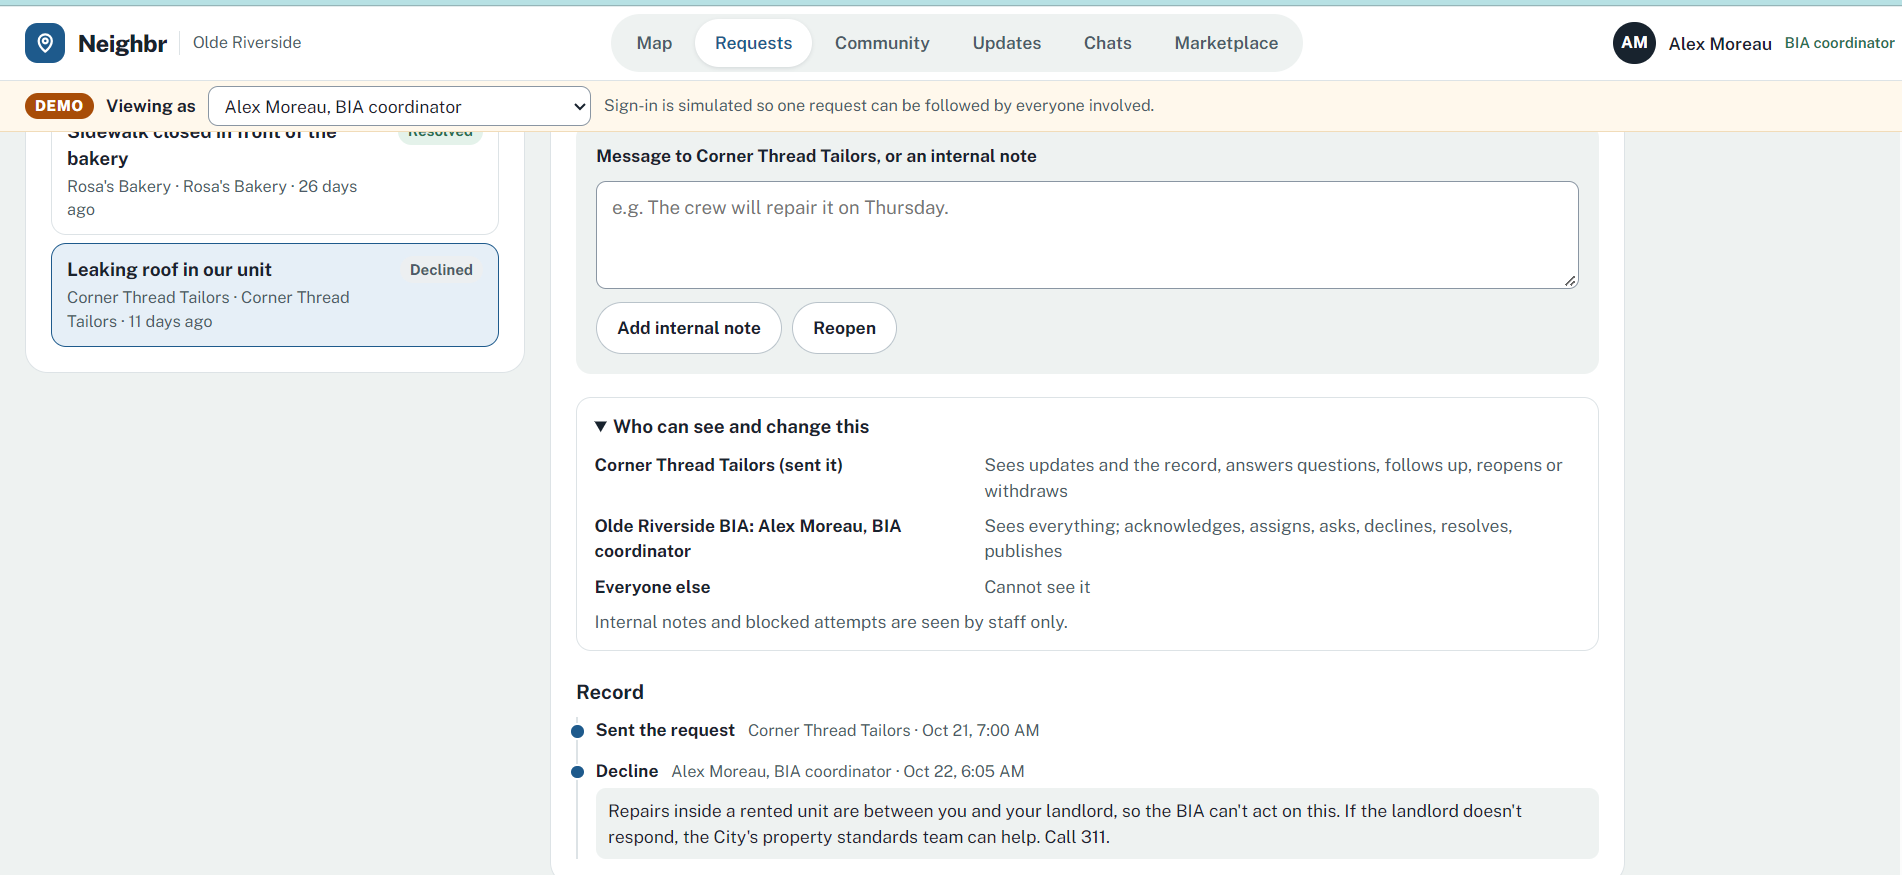 Neighbr
Olde Riverside
Map
Requests
Community
Updates
Chats
Marketplace
AM
Alex Moreau
BIA coordinator
DEMO
Viewing as
Alex Moreau, BIA coordinator
Sign-in is simulated so one request can be followed by everyone involved.
Sidewalk closed in front of the
bakery
Resolved
Rosa's Bakery · Rosa's Bakery · 26 days
ago
Leaking roof in our unit
Declined
Corner Thread Tailors · Corner Thread
Tailors · 11 days ago
Message to Corner Thread Tailors, or an internal note
e.g. The crew will repair it on Thursday.
Add internal note
Reopen
Who can see and change this
Corner Thread Tailors (sent it)
Sees updates and the record, answers questions, follows up, reopens or
withdraws
Olde Riverside BIA: Alex Moreau, BIA
coordinator
Sees everything; acknowledges, assigns, asks, declines, resolves,
publishes
Everyone else
Cannot see it
Internal notes and blocked attempts are seen by staff only.
Record
Sent the request Corner Thread Tailors · Oct 21, 7:00 AM
Decline Alex Moreau, BIA coordinator · Oct 22, 6:05 AM
Repairs inside a rented unit are between you and your landlord, so the BIA can't act on this. If the landlord doesn't
respond, the City's property standards team can help. Call 311.